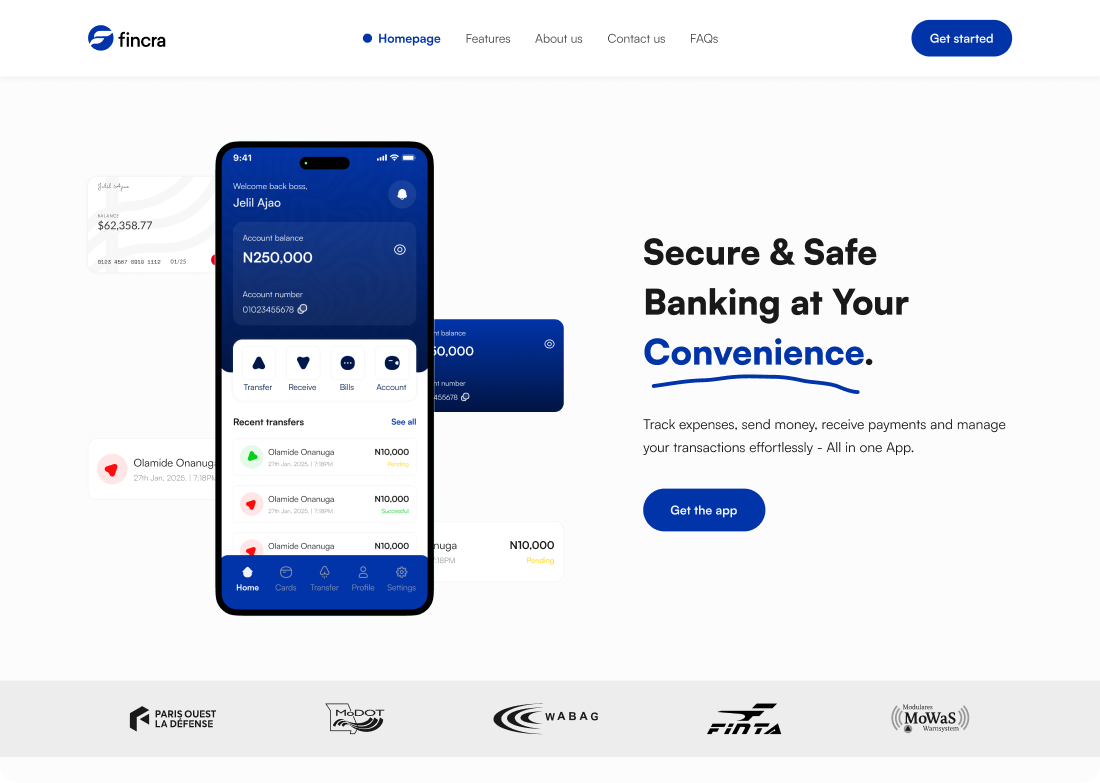 fincra
Homepage
Features
About us
Contact us
FAQs
Get started
Jelil Ajao
BALANCE
$62,358.77
0123 4567 8910 1112 01/25
9:41
Welcome back boss,
Jelil Ajao
Account balance
N250,000
Account number
01023455678
Transfer
Receive
Bills
Account
Recent transfers
See all
Olamide Onanuga
N10,000
27th Jan, 2025. | 7:18PM
Pending
Olamide Onanuga
N10,000
27th Jan, 2025. | 7:18PM
Successful
Olamide Onanuga
N10,000
Home
Cards
Transfer
Profile
Settings
nt balance
50,000
nt number
455678
Olamide Onanuga
27th Jan, 2025. | 7:18PM
nuga
N10,000
7:18PM
Pending
Secure & Safe
Banking at Your
Convenience.
Track expenses, send money, receive payments and manage
your transactions effortlessly - All in one App.
Get the app
PARIS OUEST
LA DÉFENSE
MoDOT
WABAG
FINTA
Modulares
MoWaS
Warnsystem